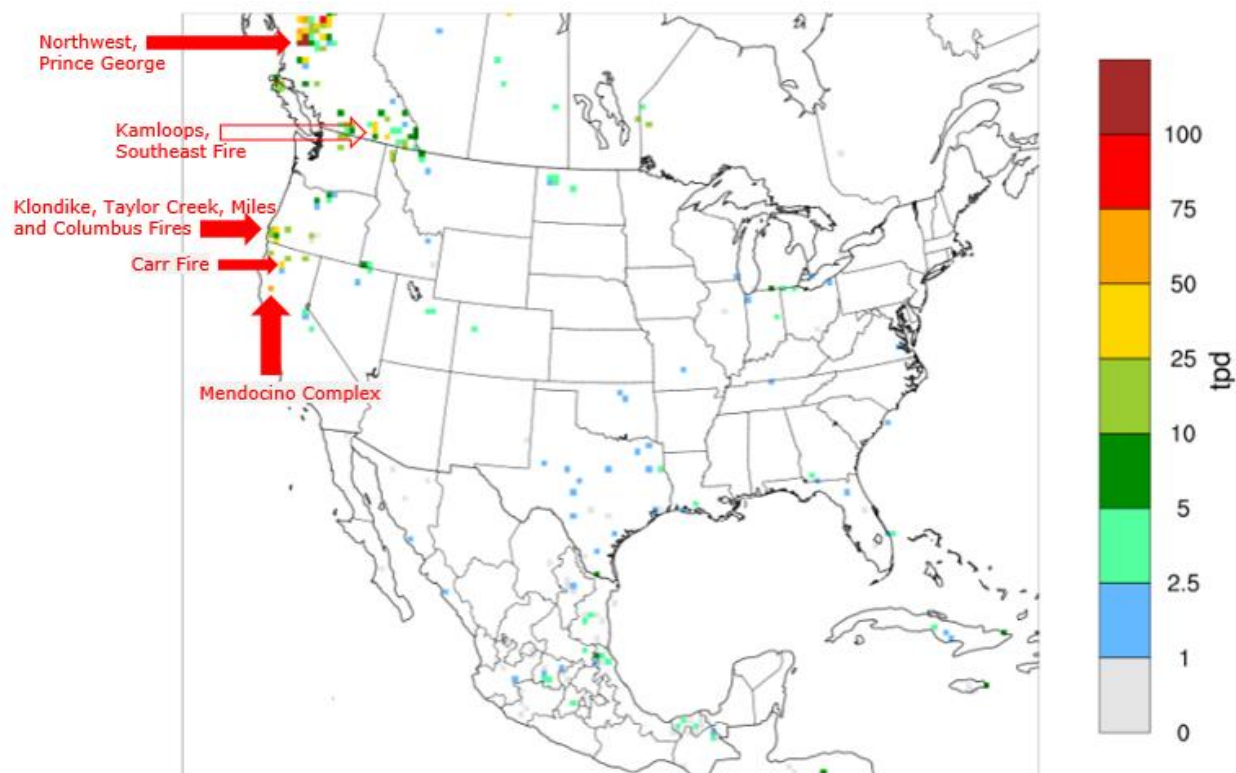 Northwest,
Prince George
Kamloops,
Southeast Fire
Klondike, Taylor Creek, Miles
and Columbus Fires
Carr Fire
Mendocino Complex
100
75
50
25
10
5
2.5
1
0
tpd